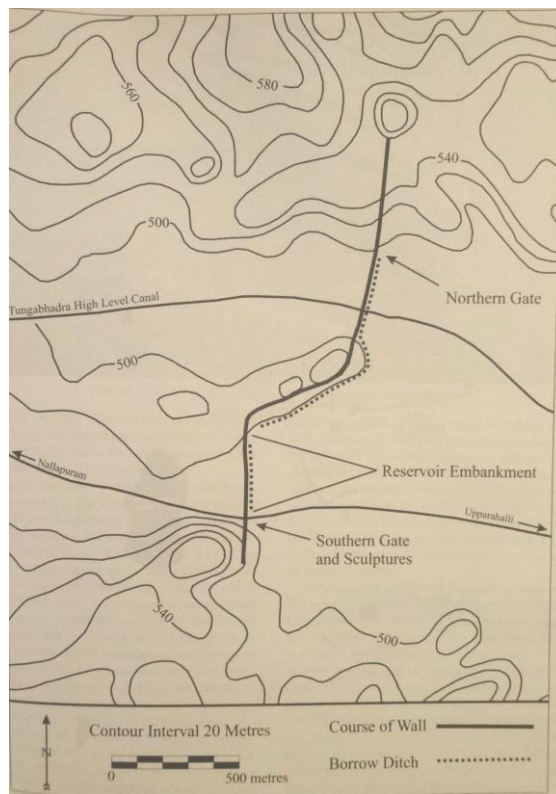 580
560
540
500
Northern Gate
Tungabhadra High Level Canal
500
Nallapuram
Reservoir Embankment
Upparahalli
Southern Gate
and Sculptures
540
500
N
Contour Interval 20 Metres
0
500 metres
Course of Wall
Borrow Ditch